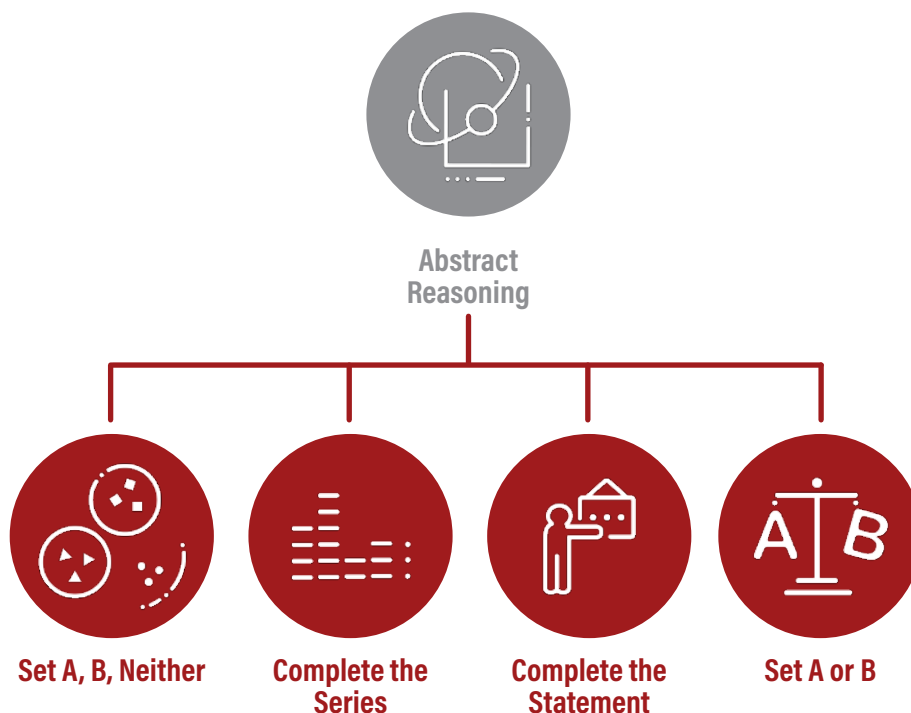 Abstract
Reasoning
A B
Set A, B, Neither
Complete the
Series
Complete the
Statement
Set A or B